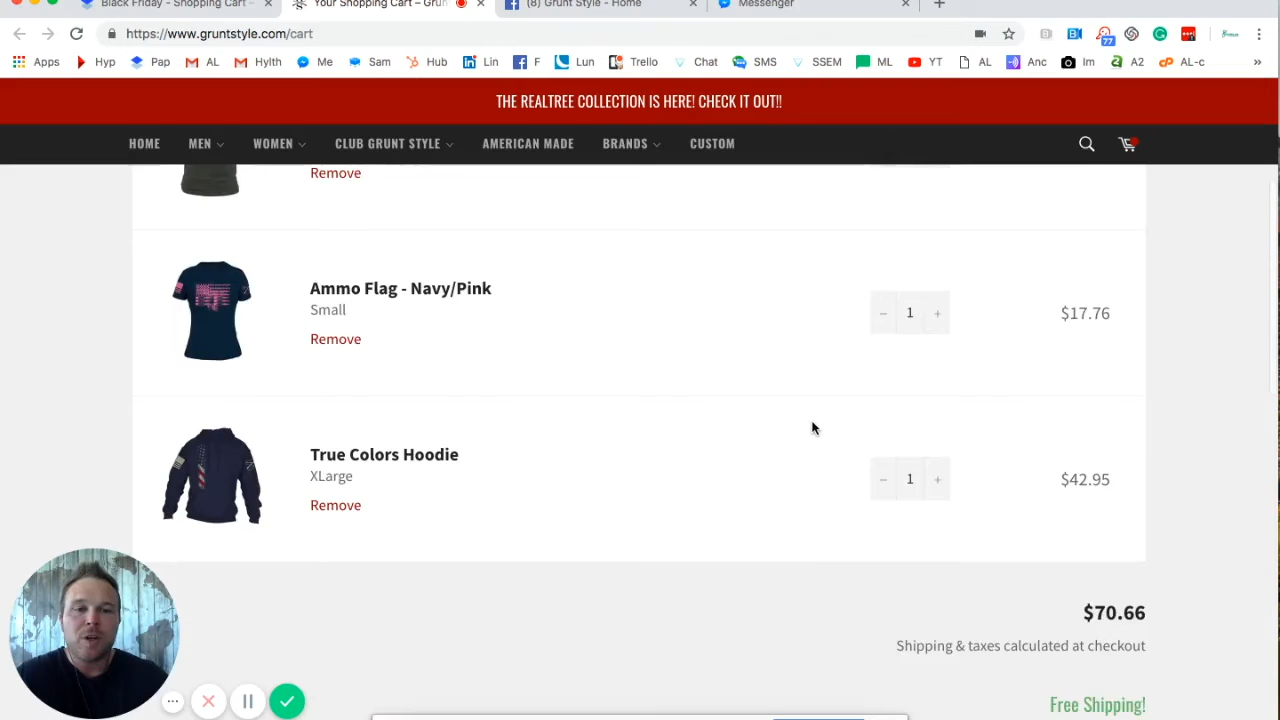 Black Friday - Shopping Cart –
Your Shopping Cart – Grun
(8) Grunt Style - Home
Messenger
https://www.gruntstyle.com/cart
77
Apps Hyp Pap AL Hylth Me Sam Hub Lin F Lun Trello Chat SMS SSEM ML YT AL Anc Im A2 AL-c »
THE REALTREE COLLECTION IS HERE! CHECK IT OUT!!
HOME MEN WOMEN CLUB GRUNT STYLE AMERICAN MADE BRANDS CUSTOM
Remove
Ammo Flag - Navy/Pink
Small
Remove
− 1 +
$17.76
True Colors Hoodie
XLarge
Remove
− 1 +
$42.95
$70.66
Shipping & taxes calculated at checkout
Free Shipping!